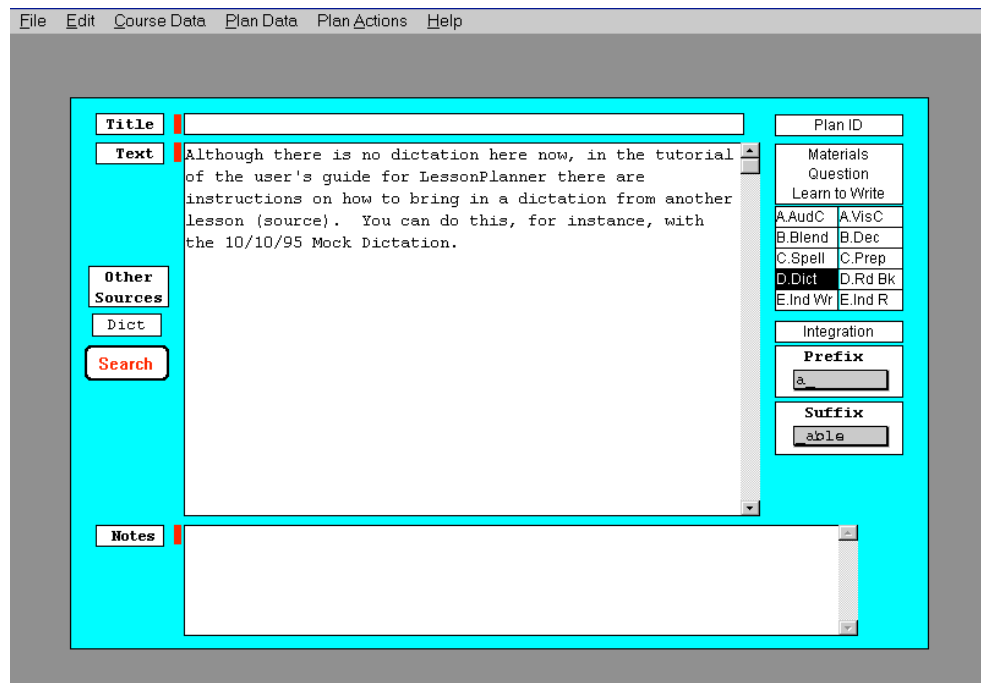 File Edit Course Data Plan Data Plan Actions Help
Title
Text
Although there is no dictation here now, in the tutorial
of the user's guide for LessonPlanner there are
instructions on how to bring in a dictation from another
lesson (source).  You can do this, for instance, with
the 10/10/95 Mock Dictation.
Other
Sources
Dict
Search
Notes
Plan ID
Materials
Question
Learn to Write
A.AudC A.VisC
B.Blend B.Dec
C.Spell C.Prep
D.Dict D.Rd Bk
E.Ind Wr E.Ind R
Integration
Prefix
a_
Suffix
_able